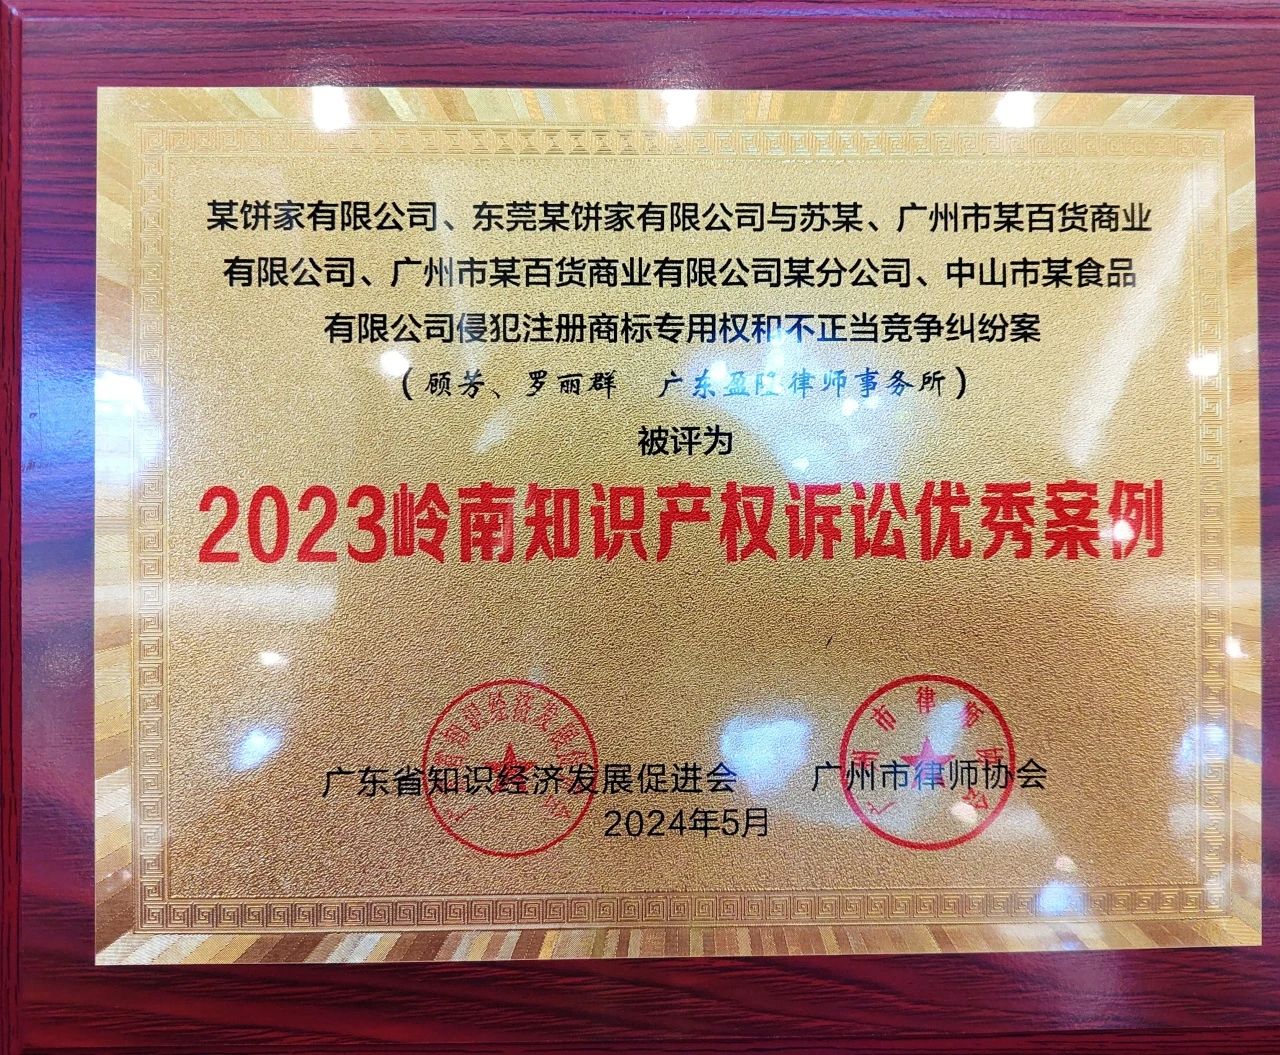 某饼家有限公司、东莞某饼家有限公司与苏某、广州市某百货商业
有限公司、广州市某百货商业有限公司某分公司、中山市某食品
有限公司侵犯注册商标专用权和不正当竞争纠纷案
（顾芳、罗丽群 广东盈隆律师事务所）
被评为
2023岭南知识产权诉讼优秀案例
广东省知识经济发展促进会 广州市律师协会
2024年5月